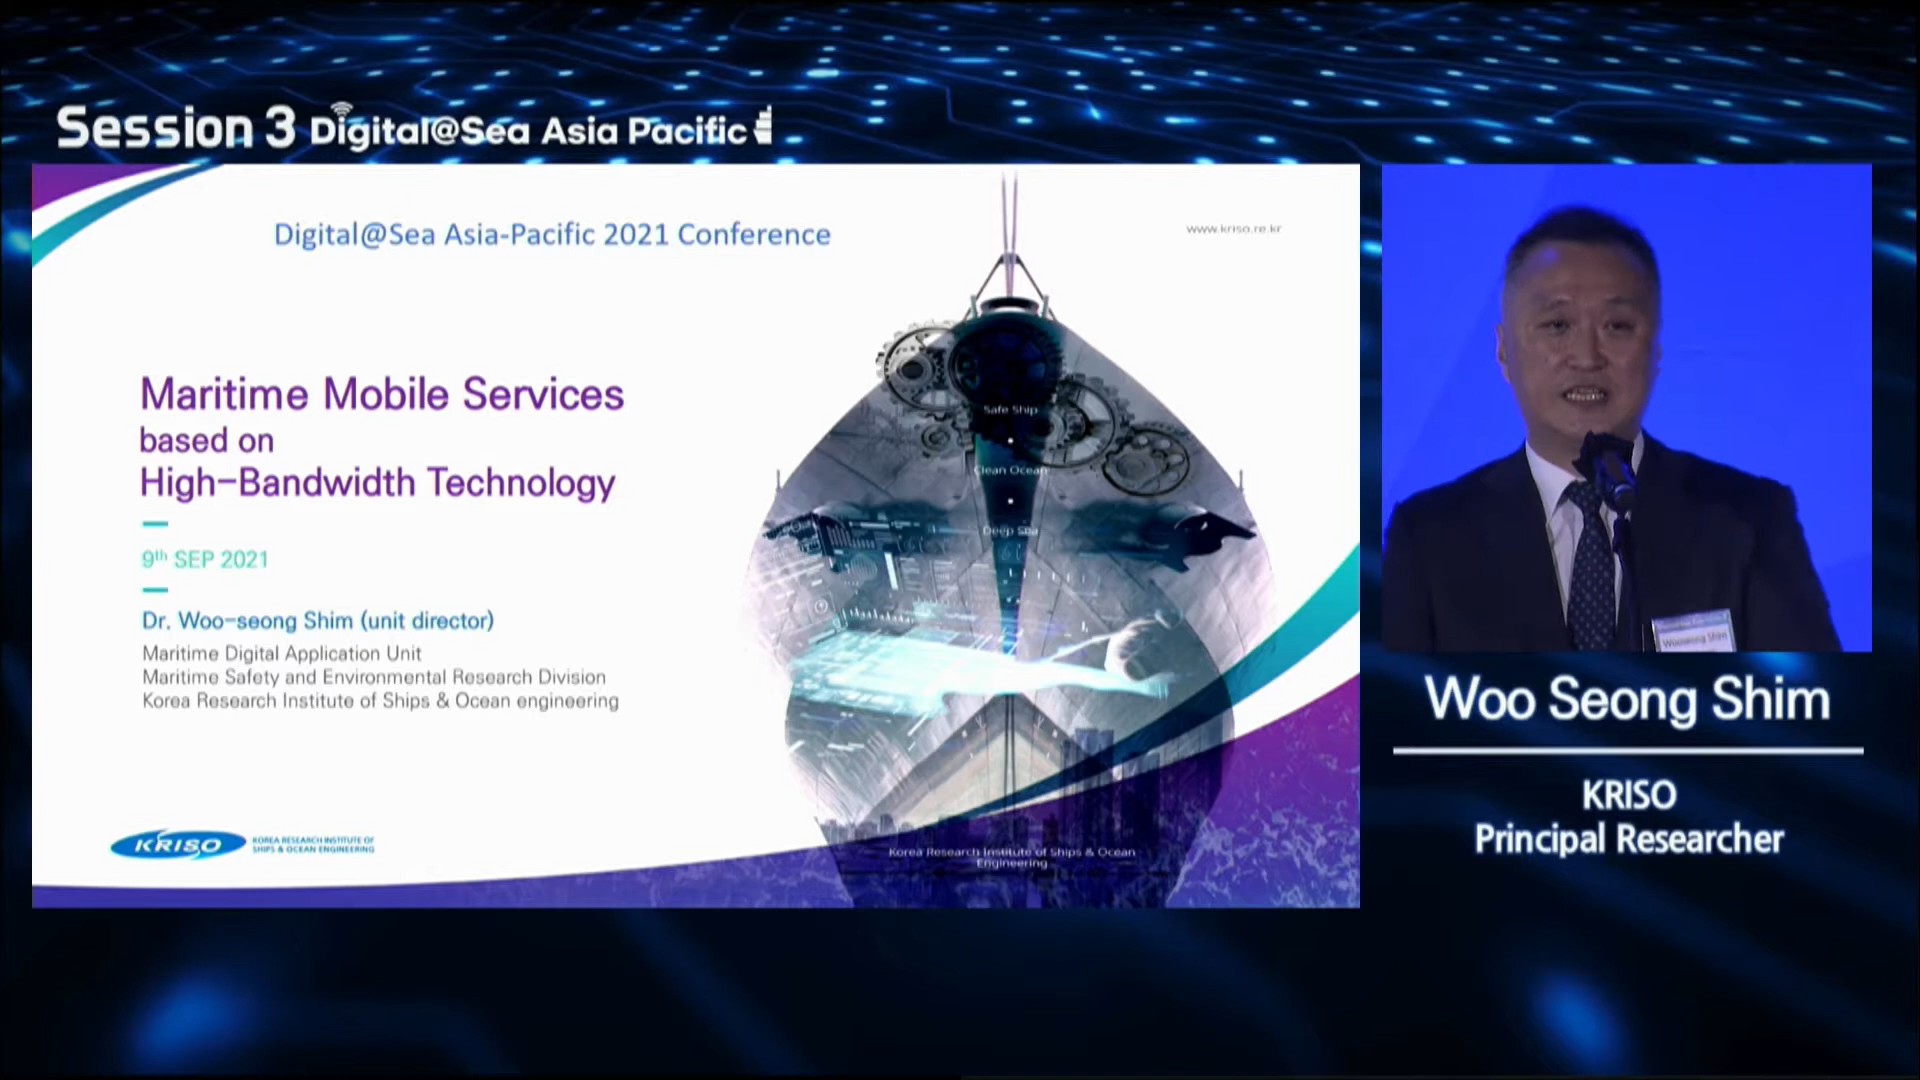 Session 3 Digital@Sea Asia Pacific
Digital@Sea Asia-Pacific 2021 Conference
www.kriso.re.kr
Maritime Mobile Services
based on
High-Bandwidth Technology
9th SEP 2021
Dr. Woo-seong Shim (unit director)
Maritime Digital Application Unit
Maritime Safety and Environmental Research Division
Korea Research Institute of Ships & Ocean engineering
Safe Ship
Clean Ocean
Deep Sea
KRISO
KOREA RESEARCH INSTITUTE OF
SHIPS & OCEAN ENGINEERING
Korea Research Institute of Ships & Ocean
Engineering
Wooseong Shim
Woo Seong Shim
KRISO
Principal Researcher